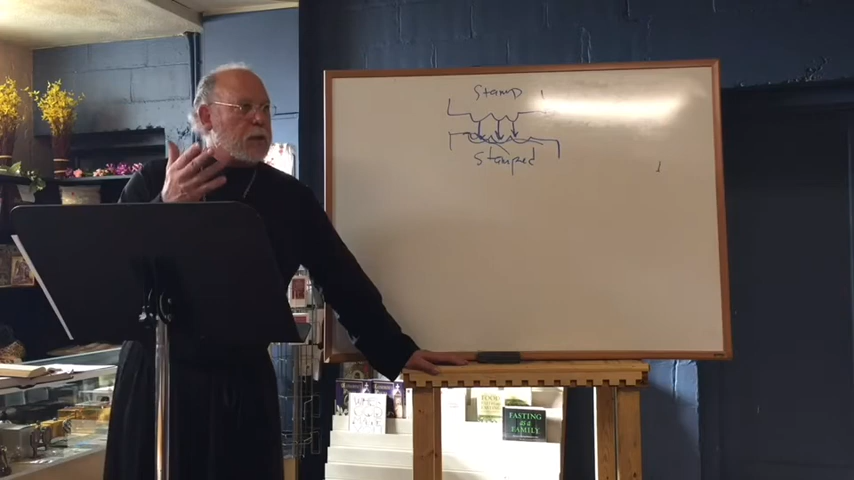 Stamp
Stamped
FASTING
as a
FAMILY